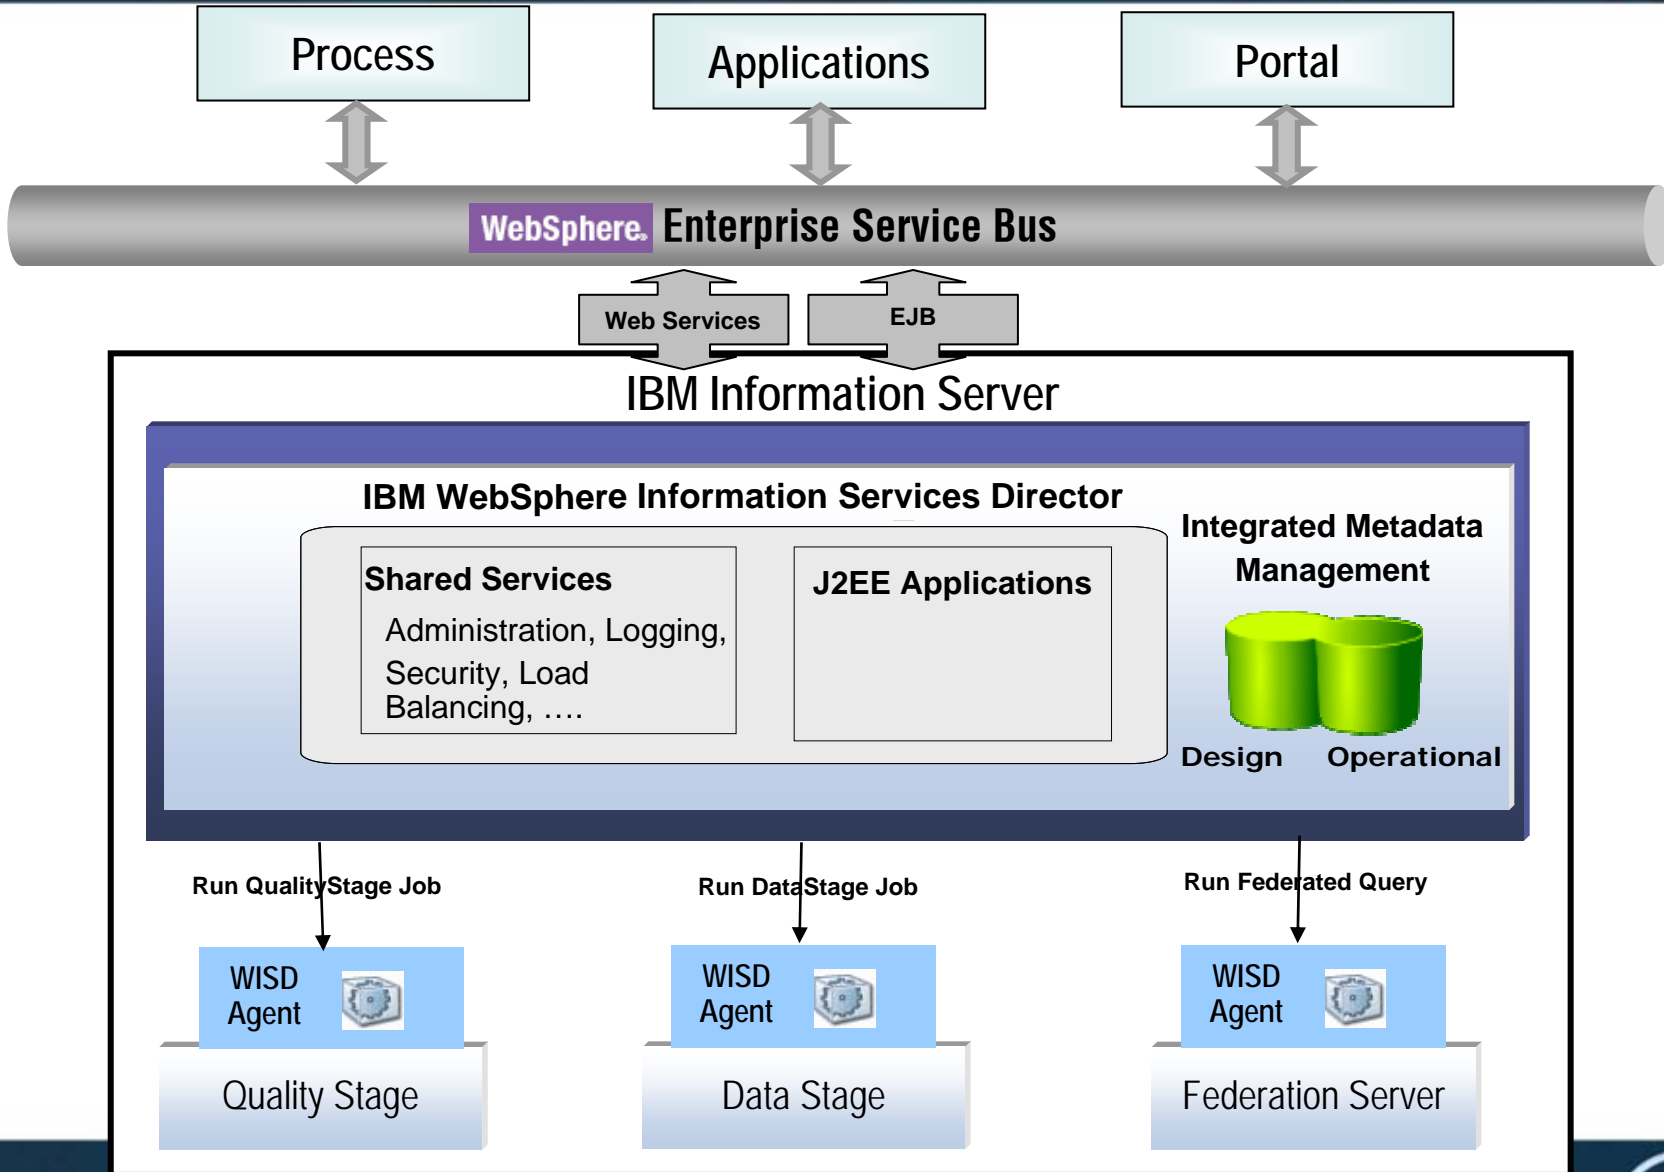 Process
Applications
Portal
WebSphere. Enterprise Service Bus
Web Services
EJB
IBM Information Server
IBM WebSphere Information Services Director
Integrated Metadata
Management
Shared Services
Administration, Logging,
Security, Load
Balancing, ….
J2EE Applications
Design
Operational
Run QualityStage Job
Run DataStage Job
Run Federated Query
WISD
Agent
WISD
Agent
WISD
Agent
Quality Stage
Data Stage
Federation Server